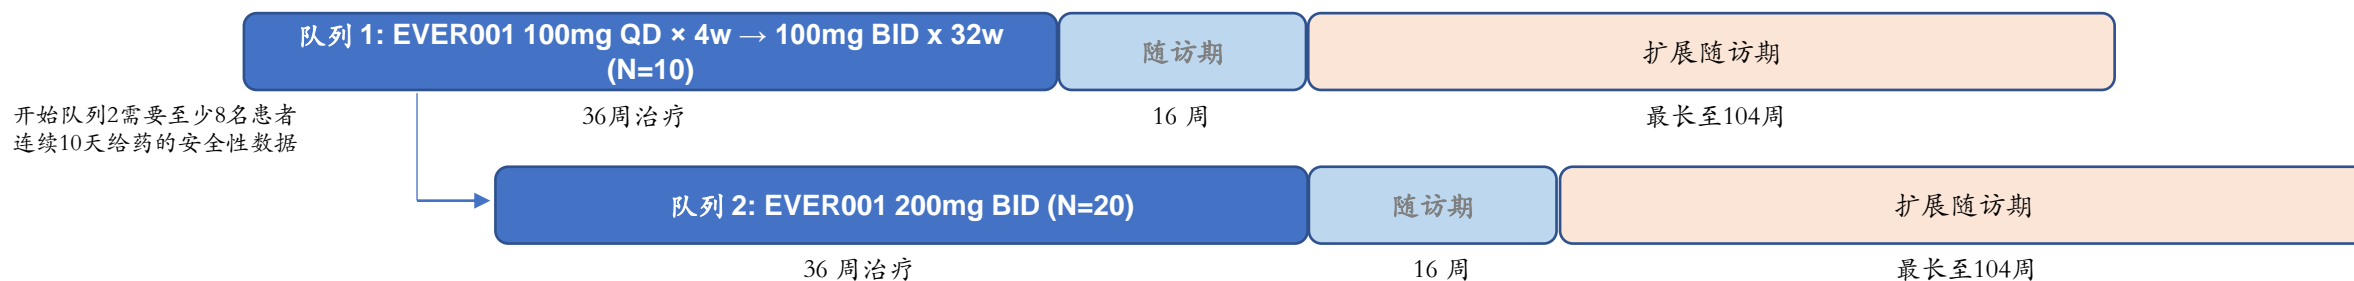 队列 1: EVER001 100mg QD × 4w → 100mg BID x 32w
(N=10)
随访期
扩展随访期
开始队列2需要至少8名患者
连续10天给药的安全性数据
36周治疗
16 周
最长至104周
队列 2: EVER001 200mg BID (N=20)
随访期
扩展随访期
36 周治疗
16 周
最长至104周